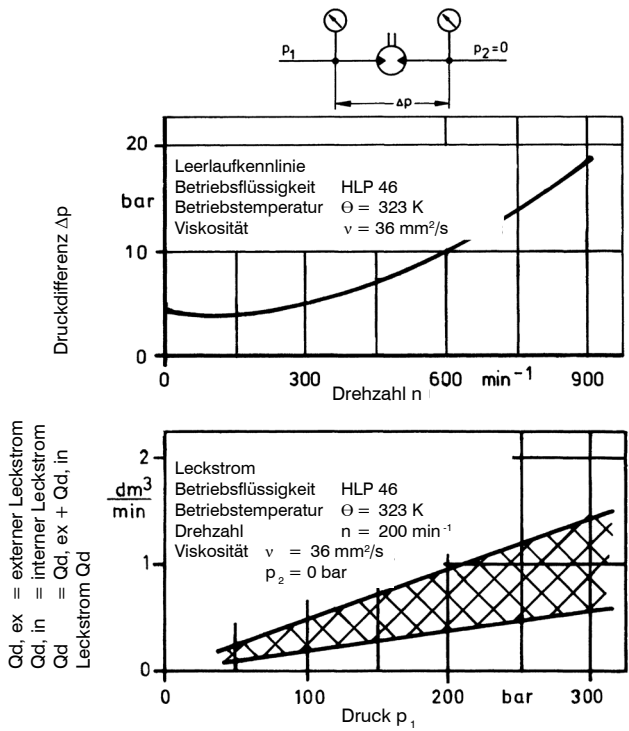 p1
p2=0
Δp
Druckdifferenz Δp
20
bar
10
0
Leerlaufkennlinie
Betriebsflüssigkeit HLP 46
Betriebstemperatur Θ = 323 K
Viskosität ν = 36 mm²/s
0 300 600 min⁻¹ 900
Drehzahl n
Qd, ex = externer Leckstrom
Qd, in = interner Leckstrom
Qd = Qd, ex + Qd, in
Leckstrom Qd
2
dm³
min
1
0
Leckstrom
Betriebsflüssigkeit HLP 46
Betriebstemperatur Θ = 323 K
Drehzahl n = 200 min⁻¹
Viskosität ν = 36 mm²/s
p2 = 0 bar
0 100 200 bar 300
Druck p1